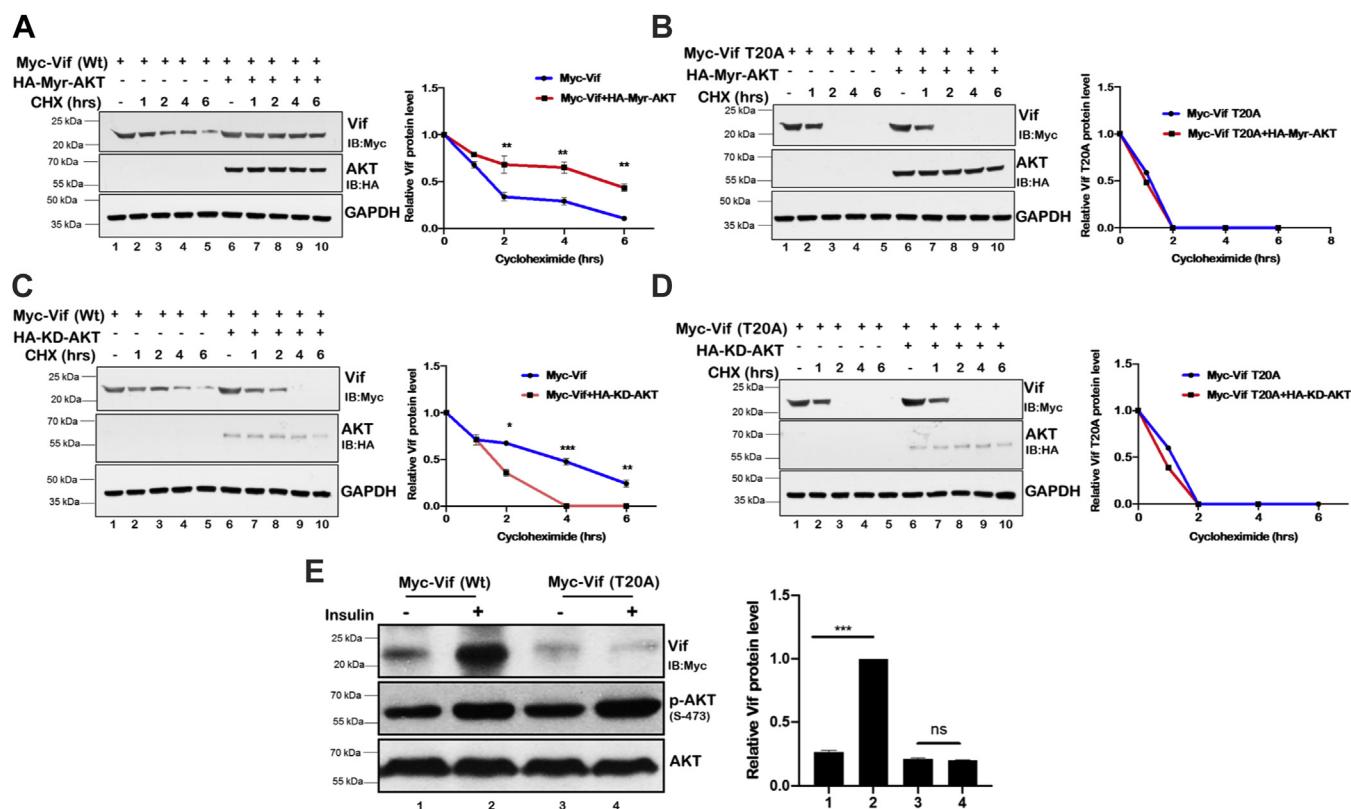 A
Myc-Vif (Wt) + + + + + + + + + +
HA-Myr-AKT - - - - - + + + + +
CHX (hrs) - 1 2 4 6 - 1 2 4 6
25 kDa
20 kDa
Vif
IB:Myc
70 kDa
55 kDa
AKT
IB:HA
50 kDa
35 kDa
GAPDH
1 2 3 4 5 6 7 8 9 10
Myc-Vif
Myc-Vif+HA-Myr-AKT
Relative Vif protein level
1.5
1.0
0.5
0.0
** ** **
0 2 4 6
Cycloheximide (hrs)
B
Myc-Vif T20A + + + + + + + + + +
HA-Myr-AKT - - - - - + + + + +
CHX (hrs) - 1 2 4 6 - 1 2 4 6
25 kDa
20 kDa
Vif
IB:Myc
70 kDa
55 kDa
AKT
IB:HA
50 kDa
35 kDa
GAPDH
1 2 3 4 5 6 7 8 9 10
Myc-Vif T20A
Myc-Vif T20A+HA-Myr-AKT
Relative Vif T20A protein level
1.5
1.0
0.5
0.0
0 2 4 6 8
Cycloheximide (hrs)
C
Myc-Vif (Wt) + + + + + + + + + +
HA-KD-AKT - - - - - + + + + +
CHX (hrs) - 1 2 4 6 - 1 2 4 6
25 kDa
20 kDa
Vif
IB:Myc
70 kDa
55 kDa
AKT
IB:HA
50 kDa
35 kDa
GAPDH
1 2 3 4 5 6 7 8 9 10
Myc-Vif
Myc-Vif+HA-KD-AKT
Relative Vif protein level
1.5
1.0
0.5
0.0
* *** **
0 2 4 6
Cycloheximide (hrs)
D
Myc-Vif (T20A) + + + + + + + + + +
HA-KD-AKT - - - - - + + + + +
CHX (hrs) - 1 2 4 6 - 1 2 4 6
25 kDa
20 kDa
Vif
IB:Myc
70 kDa
55 kDa
AKT
IB:HA
50 kDa
35 kDa
GAPDH
1 2 3 4 5 6 7 8 9 10
Myc-Vif T20A
Myc-Vif T20A+HA-KD-AKT
Relative Vif T20A protein level
1.5
1.0
0.5
0.0
0 2 4 6
Cycloheximide (hrs)
E
Myc-Vif (Wt) Myc-Vif (T20A)
Insulin - + - +
25 kDa
20 kDa
Vif
IB:Myc
70 kDa
55 kDa
p-AKT
(S-473)
70 kDa
55 kDa
AKT
1 2 3 4
Relative Vif protein level
1.5
1.0
0.5
0.0
***
ns
1 2 3 4